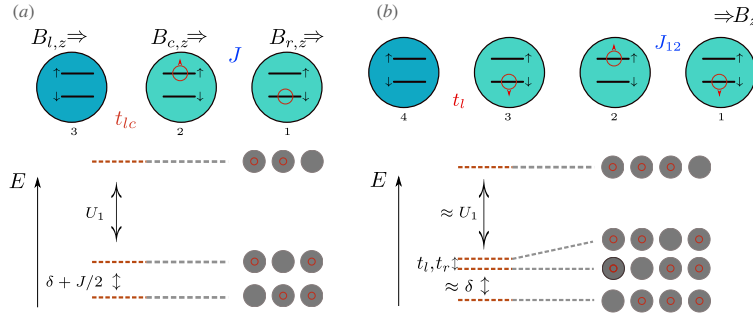 (a)
B_{l,z}⇒ B_{c,z}⇒ B_{r,z}⇒
J
↑ ↑ ↑
↓ ↓ ↓
3 2 1
t_{lc}
E
U_1
δ + J/2
(b)
⇒B_z
J_{12}
↑ ↑ ↑ ↑
↓ ↓ ↓ ↓
4 3 2 1
t_l
E
≈ U_1
t_l,t_r
≈ δ